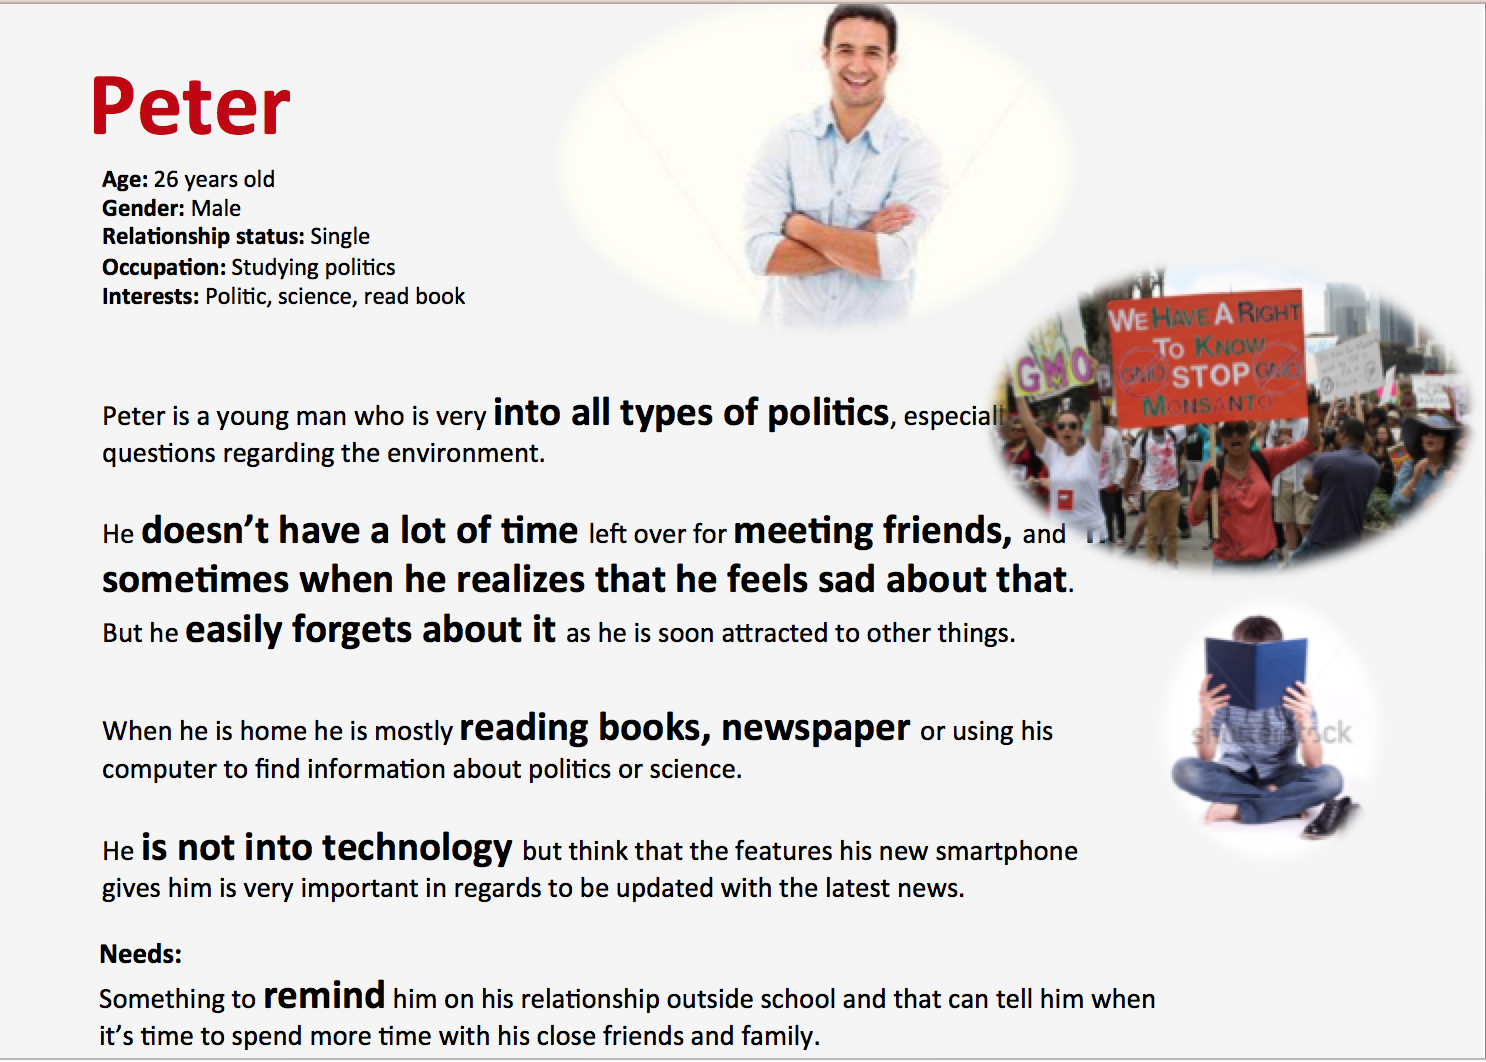 Peter
Age: 26 years old
Gender: Male
Relationship status: Single
Occupation: Studying politics
Interests: Politic, science, read book
WE HAVE A RIGHT
TO KNOW
GMO STOP GMO
MONSANTO
GMO
Peter is a young man who is very into all types of politics, especiall
questions regarding the environment.
He doesn’t have a lot of time left over for meeting friends, and
sometimes when he realizes that he feels sad about that.
But he easily forgets about it as he is soon attracted to other things.
When he is home he is mostly reading books, newspaper or using his
computer to find information about politics or science.
shutterstock
He is not into technology but think that the features his new smartphone
gives him is very important in regards to be updated with the latest news.
Needs:
Something to remind him on his relationship outside school and that can tell him when
it’s time to spend more time with his close friends and family.